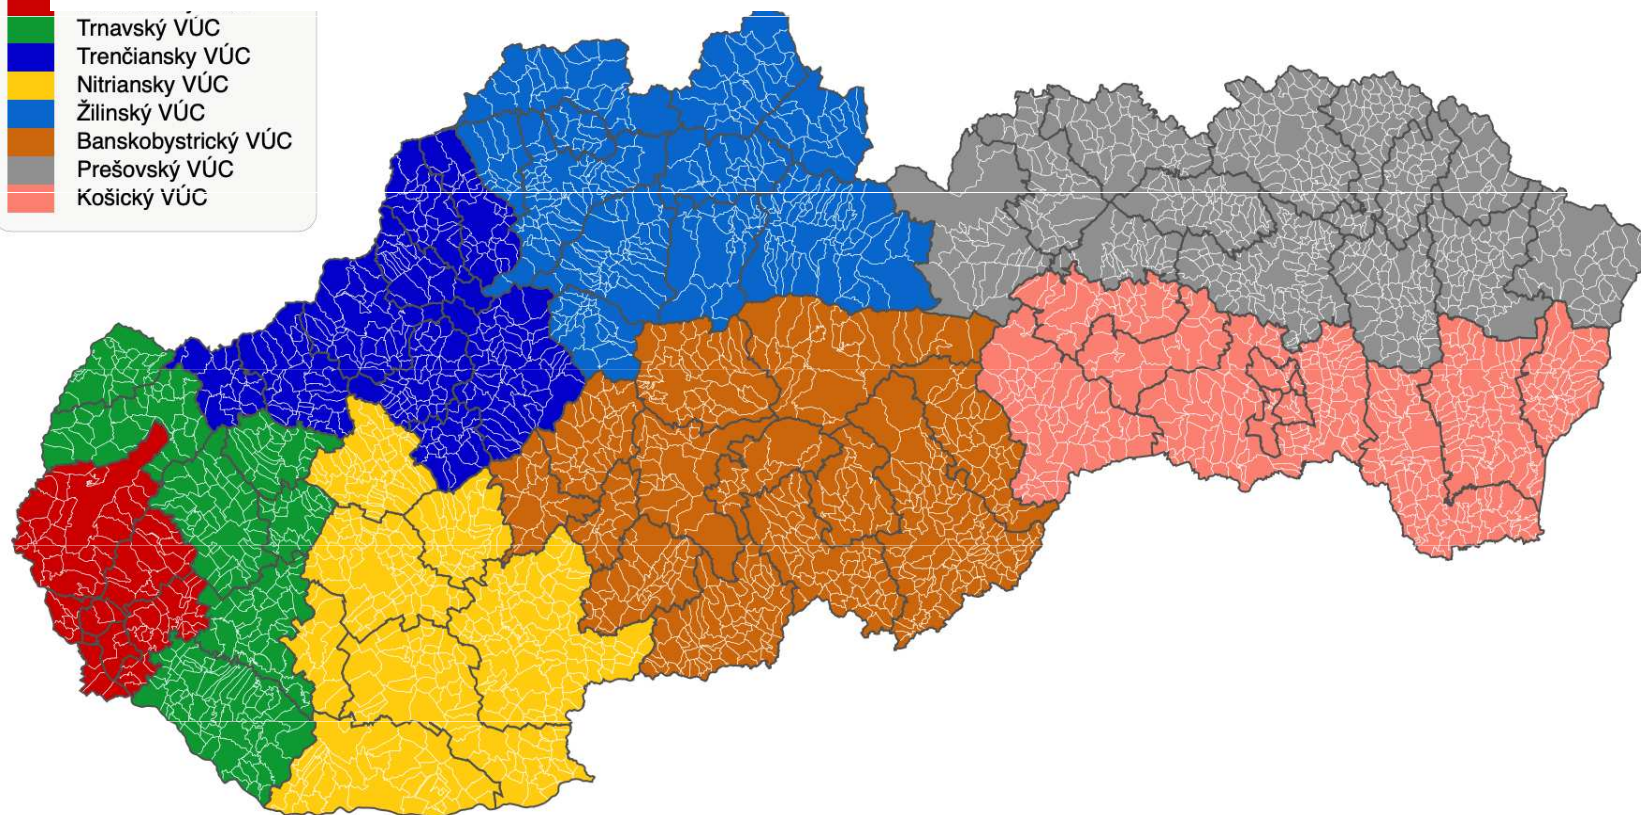 Trnavský VÚC
Trenčiansky VÚC
Nitriansky VÚC
Žilinský VÚC
Banskobystrický VÚC
Prešovský VÚC
Košický VÚC